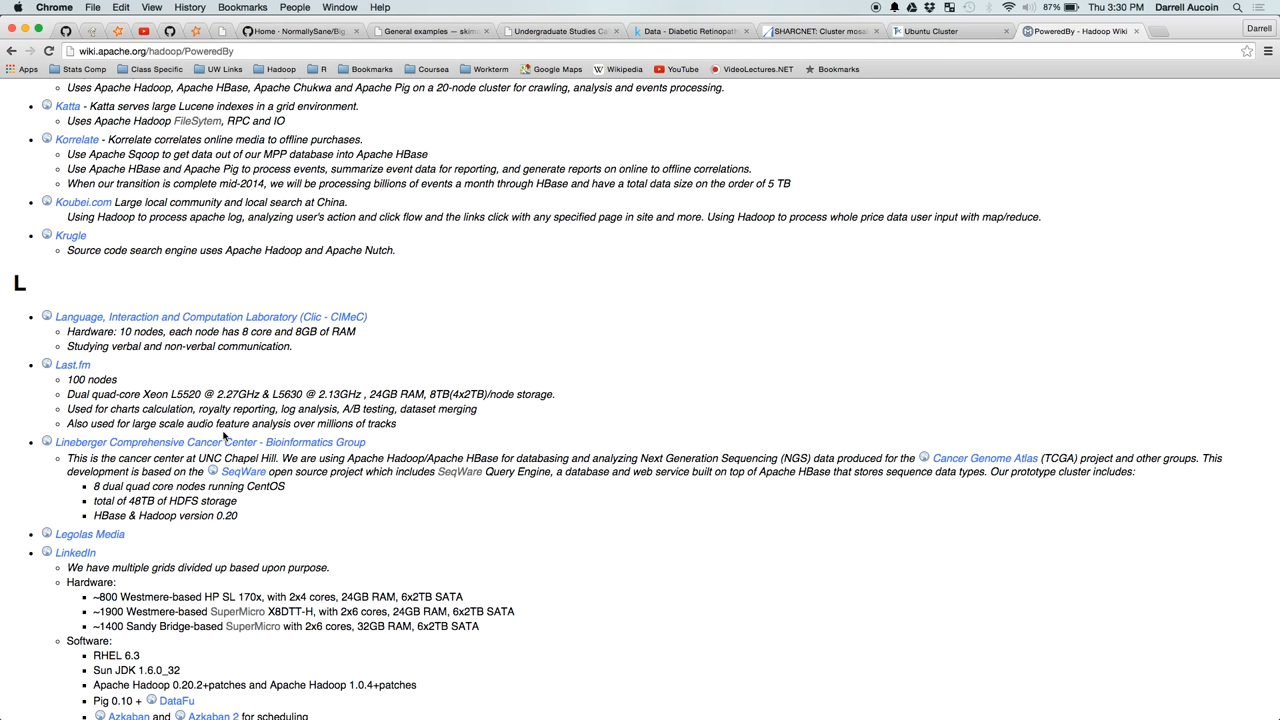 Chrome File Edit View History Bookmarks People Window Help 87% Thu 3:30 PM Darrell Aucoin
Home - NormallySane/Big General examples — skim Undergraduate Studies Ca Data - Diabetic Retinopath SHARCNET: Cluster mosa Ubuntu Cluster PoweredBy - Hadoop Wiki Darrell
wiki.apache.org/hadoop/PoweredBy
Apps Stats Comp Class Specific UW Links Hadoop R Bookmarks Coursea Workterm Google Maps Wikipedia YouTube VideoLectures.NET Bookmarks
Uses Apache Hadoop, Apache HBase, Apache Chukwa and Apache Pig on a 20-node cluster for crawling, analysis and events processing.
Katta - Katta serves large Lucene indexes in a grid environment.
Uses Apache Hadoop FileSytem, RPC and IO
Korrelate - Korrelate correlates online media to offline purchases.
Use Apache Sqoop to get data out of our MPP database into Apache HBase
Use Apache HBase and Apache Pig to process events, summarize event data for reporting, and generate reports on online to offline correlations.
When our transition is complete mid-2014, we will be processing billions of events a month through HBase and have a total data size on the order of 5 TB
Koubei.com Large local community and local search at China.
Using Hadoop to process apache log, analyzing user's action and click flow and the links click with any specified page in site and more. Using Hadoop to process whole price data user input with map/reduce.
Krugle
Source code search engine uses Apache Hadoop and Apache Nutch.
L
Language, Interaction and Computation Laboratory (Clic - CIMeC)
Hardware: 10 nodes, each node has 8 core and 8GB of RAM
Studying verbal and non-verbal communication.
Last.fm
100 nodes
Dual quad-core Xeon L5520 @ 2.27GHz & L5630 @ 2.13GHz , 24GB RAM, 8TB(4x2TB)/node storage.
Used for charts calculation, royalty reporting, log analysis, A/B testing, dataset merging
Also used for large scale audio feature analysis over millions of tracks
Lineberger Comprehensive Cancer Center - Bioinformatics Group
This is the cancer center at UNC Chapel Hill. We are using Apache Hadoop/Apache HBase for databasing and analyzing Next Generation Sequencing (NGS) data produced for the Cancer Genome Atlas (TCGA) project and other groups. This
development is based on the SeqWare open source project which includes SeqWare Query Engine, a database and web service built on top of Apache HBase that stores sequence data types. Our prototype cluster includes:
8 dual quad core nodes running CentOS
total of 48TB of HDFS storage
HBase & Hadoop version 0.20
Legolas Media
LinkedIn
We have multiple grids divided up based upon purpose.
Hardware:
~800 Westmere-based HP SL 170x, with 2x4 cores, 24GB RAM, 6x2TB SATA
~1900 Westmere-based SuperMicro X8DTT-H, with 2x6 cores, 24GB RAM, 6x2TB SATA
~1400 Sandy Bridge-based SuperMicro with 2x6 cores, 32GB RAM, 6x2TB SATA
Software:
RHEL 6.3
Sun JDK 1.6.0_32
Apache Hadoop 0.20.2+patches and Apache Hadoop 1.0.4+patches
Pig 0.10 + DataFu
Azkaban and Azkaban 2 for scheduling